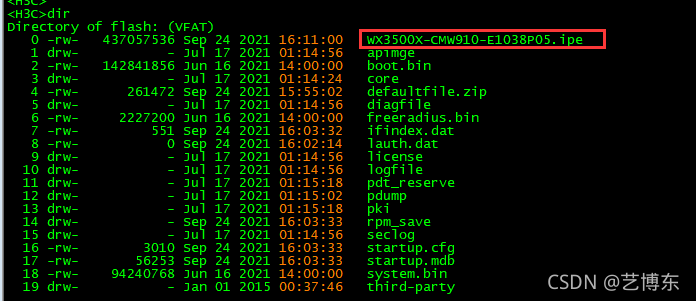 <H3C>
<H3C>dir
Directory of flash: (VFAT)
0 -rw- 437057536 Sep 24 2021 16:11:00 WX3500X-CMW910-E1038P05.ipe
1 drw- - Jul 17 2021 01:14:56 apimge
2 -rw- 142841856 Jun 16 2021 14:00:00 boot.bin
3 drw- - Jul 17 2021 01:14:24 core
4 -rw- 261472 Sep 24 2021 15:55:02 defaultfile.zip
5 drw- - Jul 17 2021 01:14:56 diagfile
6 -rw- 2227200 Jun 16 2021 14:00:00 freeradius.bin
7 -rw- 551 Sep 24 2021 16:03:32 ifindex.dat
8 -rw- 0 Sep 24 2021 16:02:14 lauth.dat
9 drw- - Jul 17 2021 01:14:56 license
10 drw- - Jul 17 2021 01:14:56 logfile
11 drw- - Jul 17 2021 01:15:18 pdt_reserve
12 drw- - Jul 17 2021 01:15:02 pdump
13 drw- - Jul 17 2021 01:15:18 pki
14 drw- - Sep 24 2021 16:03:33 rpm_save
15 drw- - Jul 17 2021 01:14:56 seclog
16 -rw- 3010 Sep 24 2021 16:03:33 startup.cfg
17 -rw- 56253 Sep 24 2021 16:03:33 startup.mdb
18 -rw- 94240768 Jun 16 2021 14:00:00 system.bin
19 drw- - Jan 01 2015 00:37:46 third-party
CSDN @艺博东